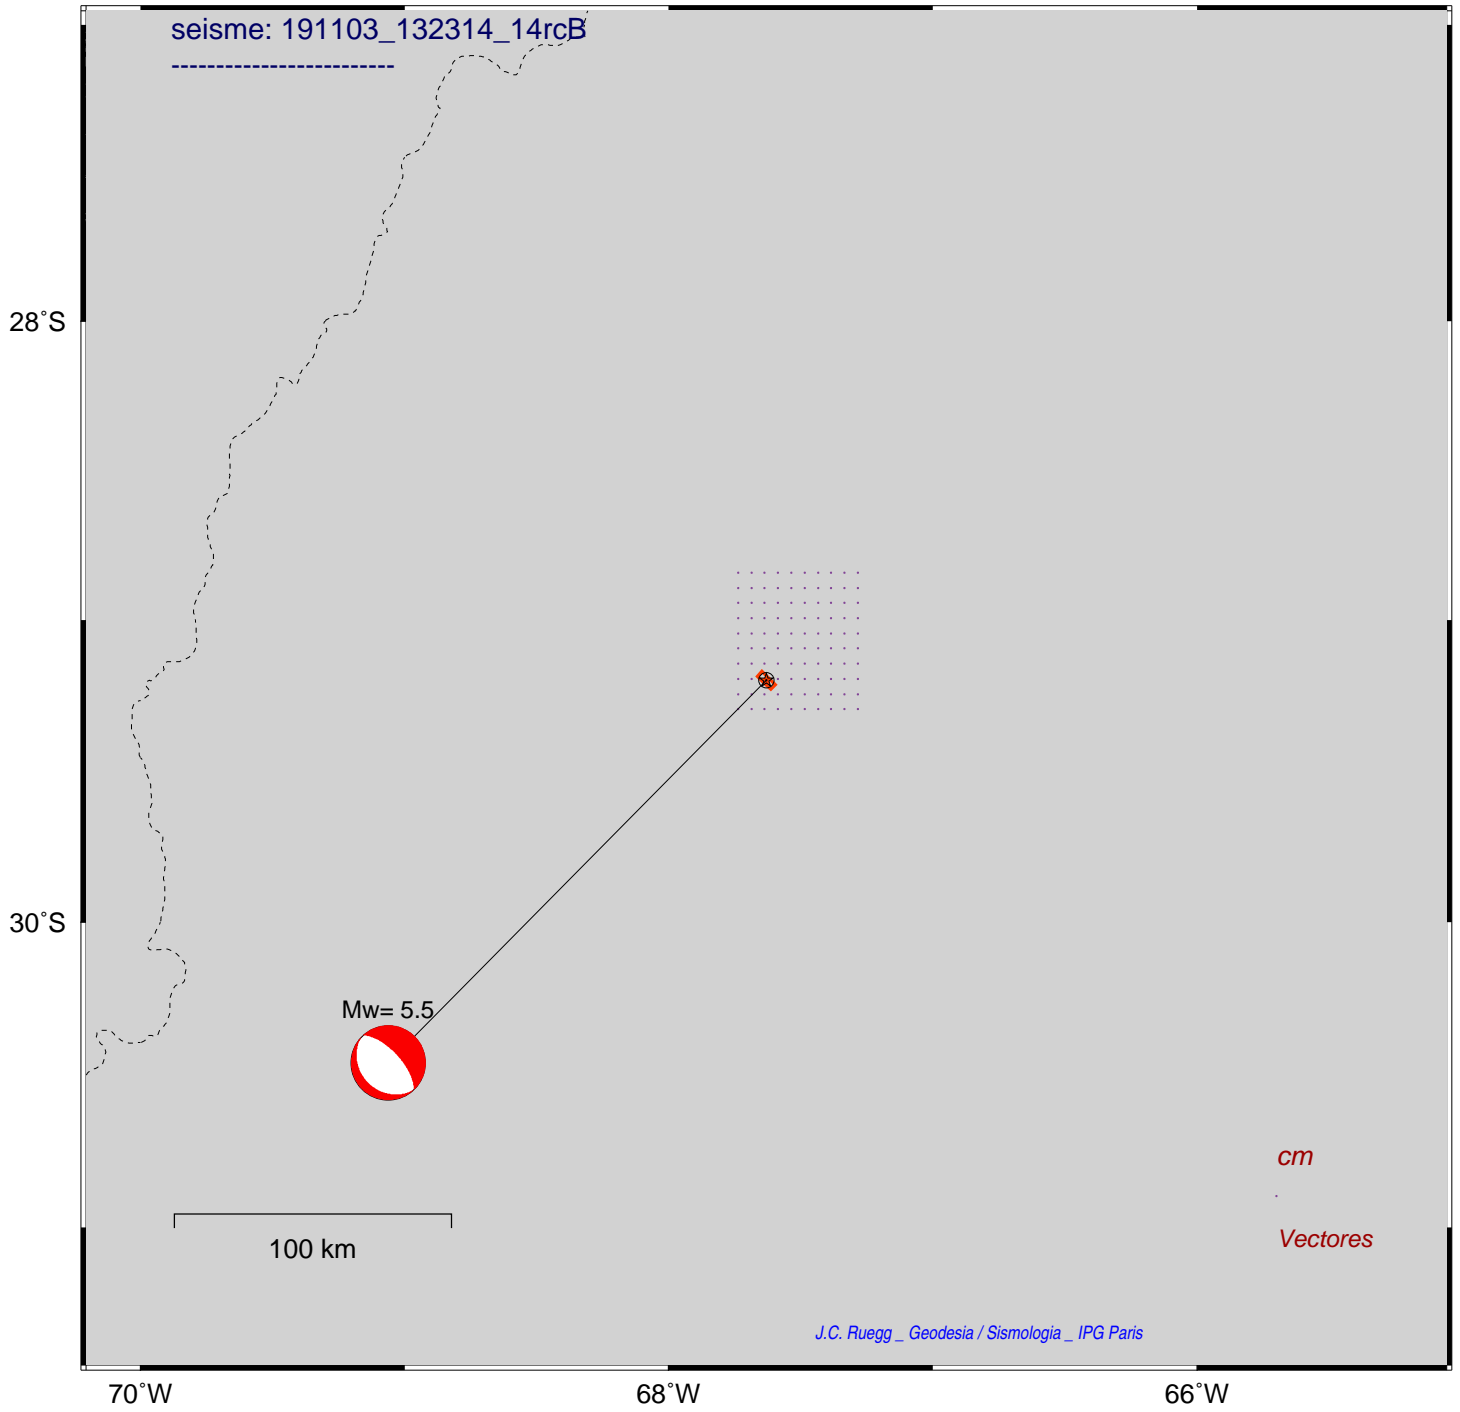 seisme: 191103_132314_14rcB
-------------------------
28°S
30°S
Mw= 5.5
cm
100 km
Vectores
J.C. Ruegg _ Geodesia / Sismologia _ IPG Paris
70°W 68°W 66°W